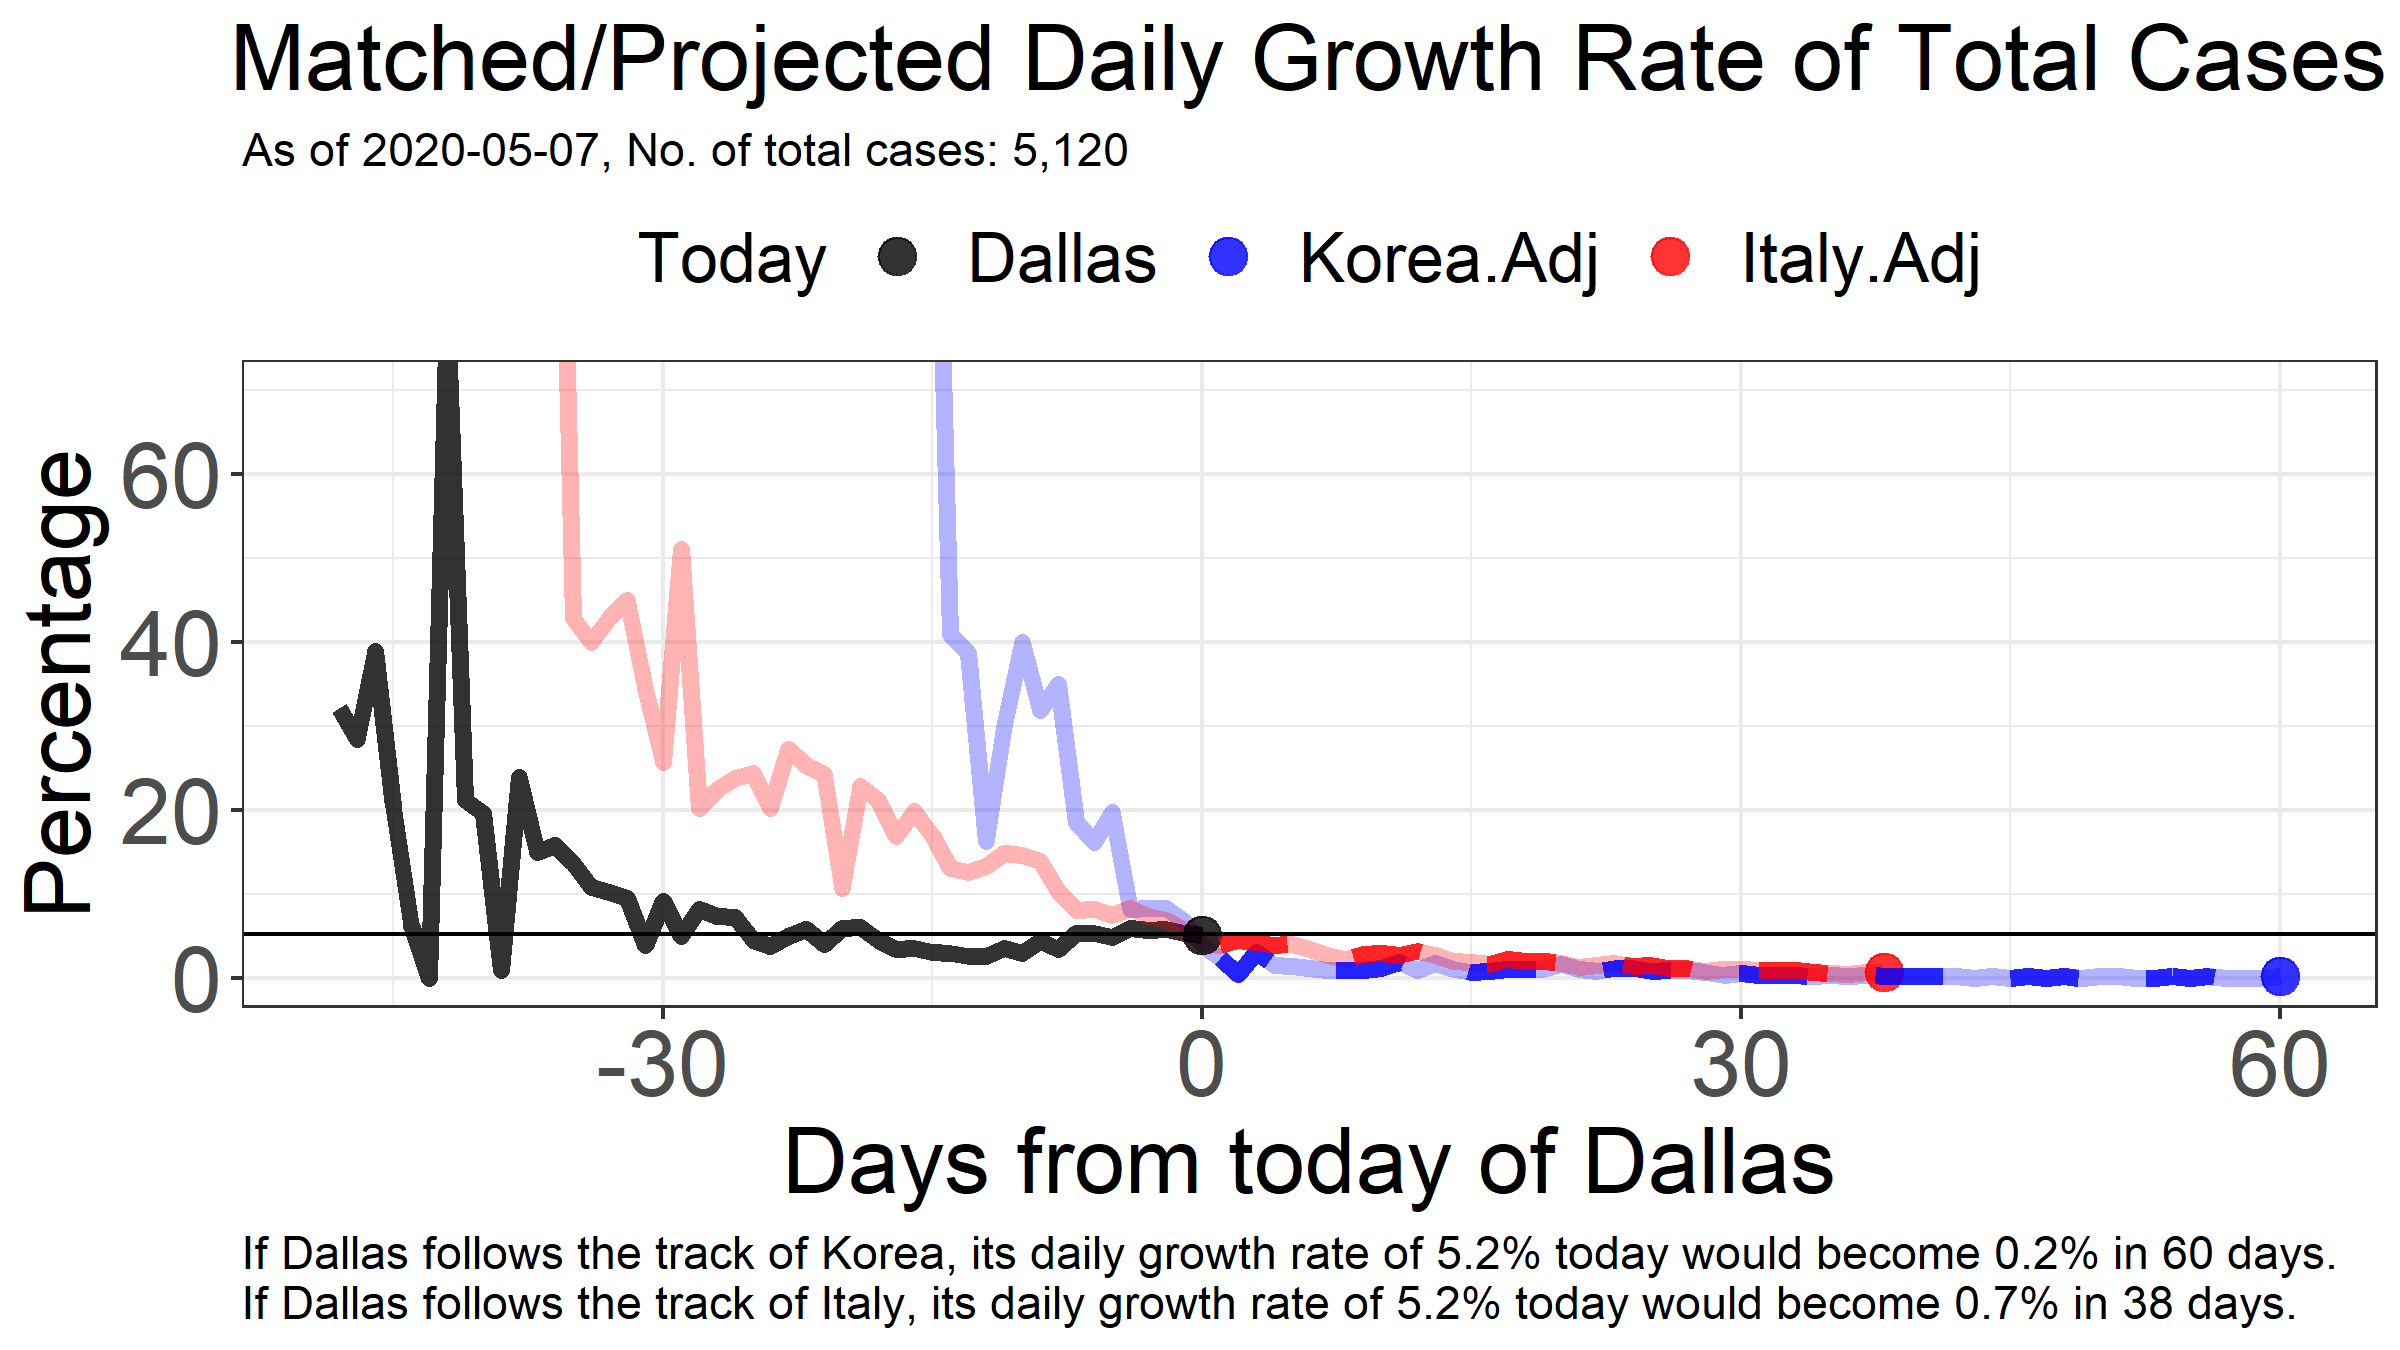 Matched/Projected Daily Growth Rate of Total Cases
As of 2020-05-07, No. of total cases: 5,120
Today Dallas Korea.Adj Italy.Adj
Percentage
60
40
20
0
-30 0 30 60
Days from today of Dallas
If Dallas follows the track of Korea, its daily growth rate of 5.2% today would become 0.2% in 60 days.
If Dallas follows the track of Italy, its daily growth rate of 5.2% today would become 0.7% in 38 days.